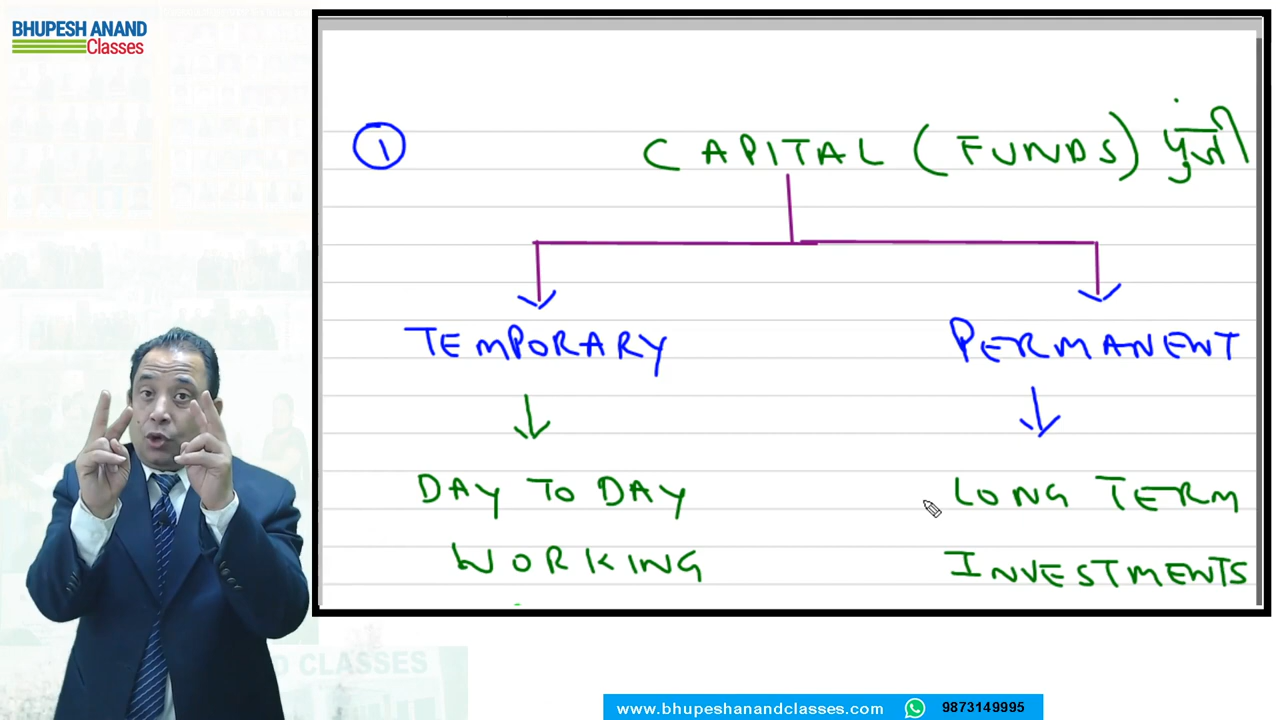 BHUPESH ANAND
Classes
① CAPITAL (FUNDS) पूंजी
TEMPORARY PERMANENT
DAY TO DAY LONG TERM
WORKING INVESTMENTS
D CLASSES
www.bhupeshanandclasses.com 9873149995